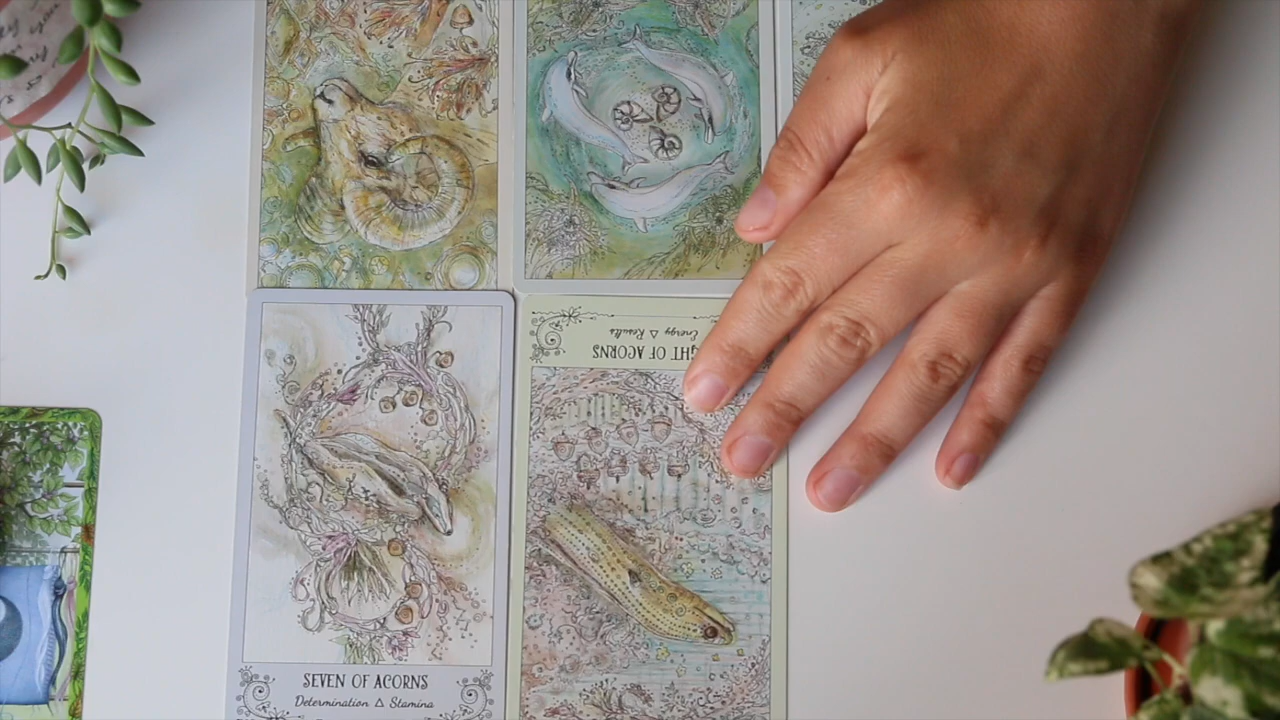 Energy △ Results
GHT OF ACORNS
SEVEN OF ACORNS
Determination △ Stamina